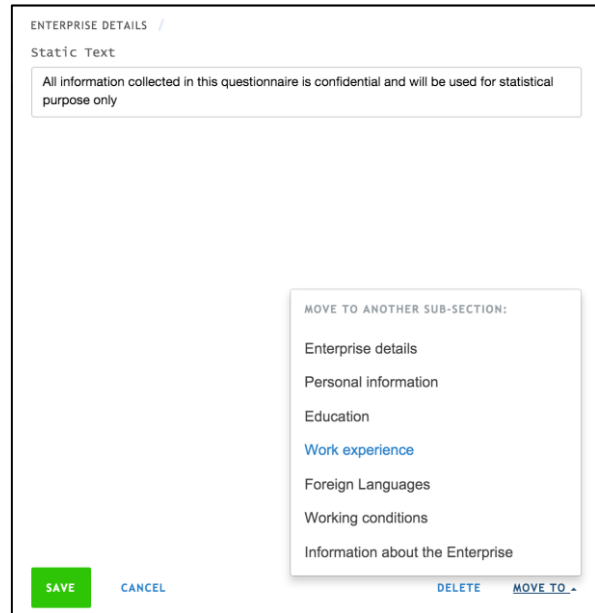 ENTERPRISE DETAILS /
Static Text
All information collected in this questionnaire is confidential and will be used for statistical
purpose only
MOVE TO ANOTHER SUB-SECTION:
Enterprise details
Personal information
Education
Work experience
Foreign Languages
Working conditions
Information about the Enterprise
SAVE CANCEL DELETE MOVE TO